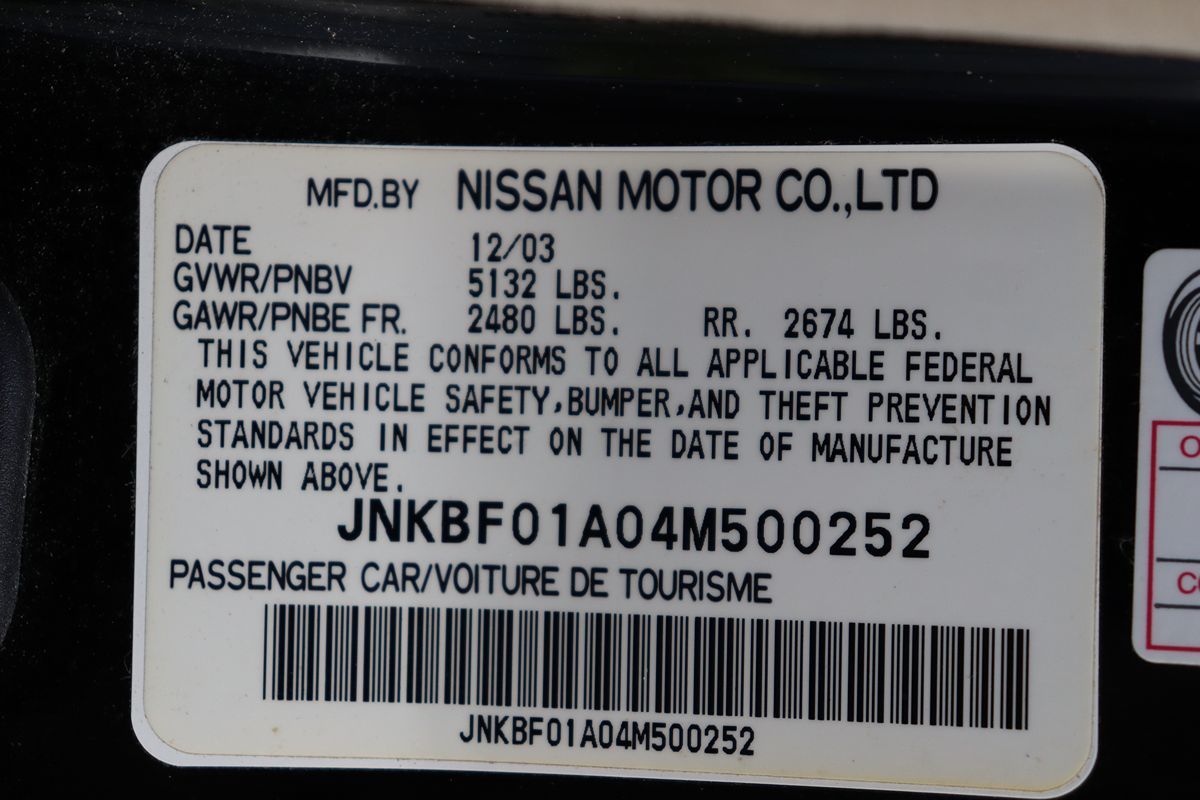 MFD.BY NISSAN MOTOR CO.,LTD
DATE 12/03
GVWR/PNBV 5132 LBS.
GAWR/PNBE FR. 2480 LBS. RR. 2674 LBS.
THIS VEHICLE CONFORMS TO ALL APPLICABLE FEDERAL
MOTOR VEHICLE SAFETY,BUMPER,AND THEFT PREVENTION
STANDARDS IN EFFECT ON THE DATE OF MANUFACTURE
SHOWN ABOVE.
JNKBF01A04M500252
PASSENGER CAR/VOITURE DE TOURISME
JNKBF01A04M500252